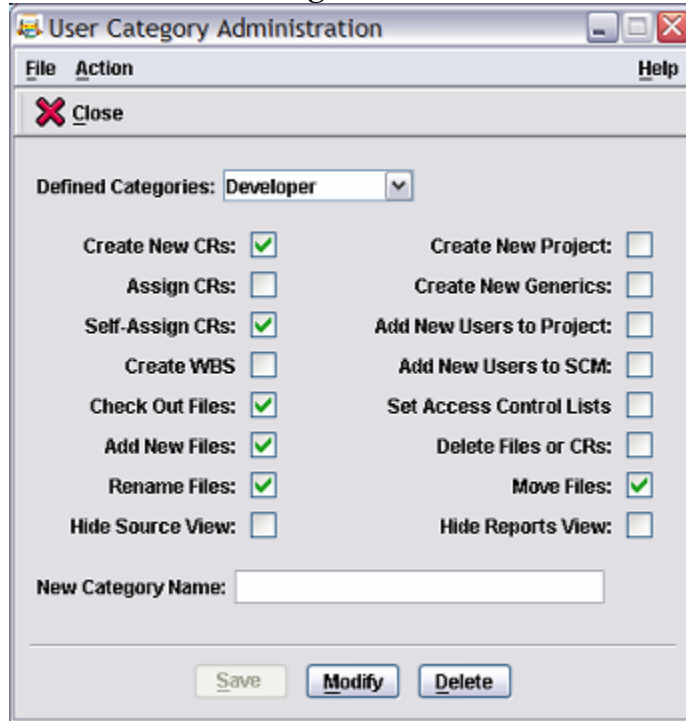 User Category Administration
File Action Help
Close
Defined Categories: Developer
Create New CRs: Create New Project:
Assign CRs: Create New Generics:
Self-Assign CRs: Add New Users to Project:
Create WBS Add New Users to SCM:
Check Out Files: Set Access Control Lists
Add New Files: Delete Files or CRs:
Rename Files: Move Files:
Hide Source View: Hide Reports View:
New Category Name:
Save Modify Delete